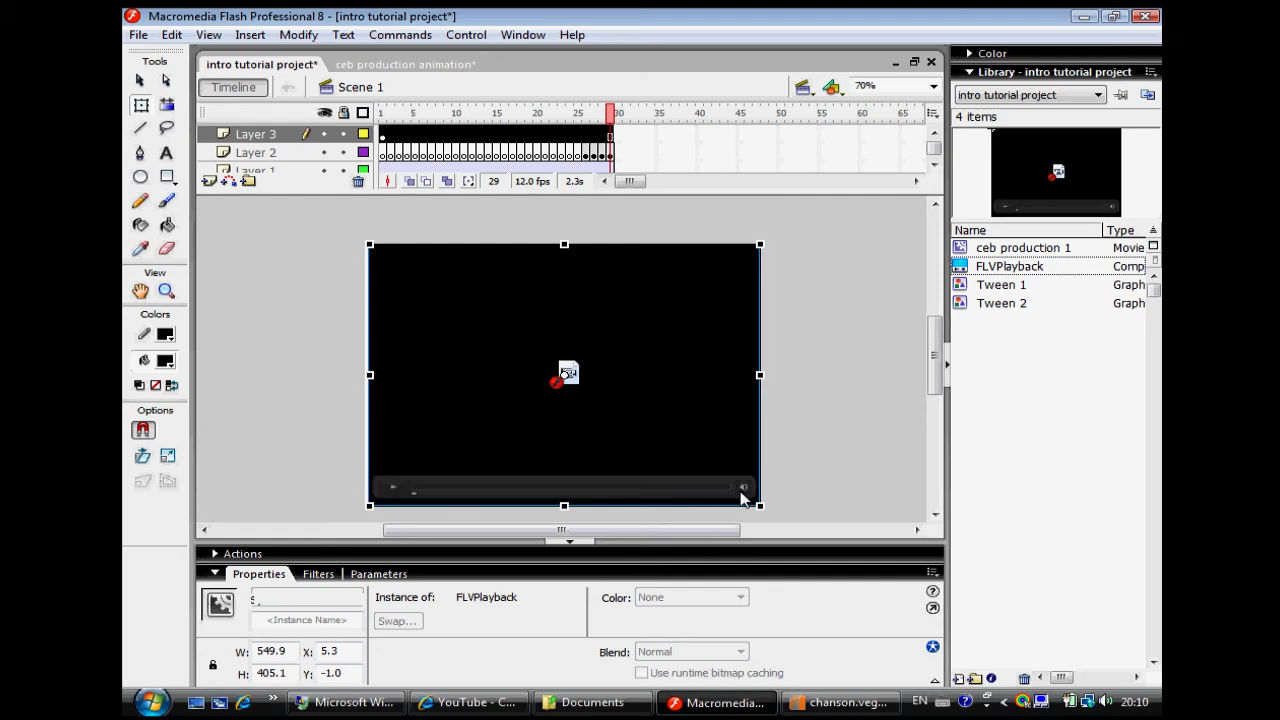 Macromedia Flash Professional 8 - [intro tutorial project*]
File Edit View Insert Modify Text Commands Control Window Help
Tools
intro tutorial project* ceb production animation*
Timeline Scene 1 70%
1 5 10 15 20 25 30 35 40 45 50 55 60 65
Layer 3
Layer 2
Layer 1
29 12.0 fps 2.3s
View
Colors
Options
Color
Library - intro tutorial project
intro tutorial project
4 items
Name Type
ceb production 1 Movie
FLVPlayback Comp
Tween 1 Graph
Tween 2 Graph
Actions
Properties Filters Parameters
Instance of: FLVPlayback Color: None
<Instance Name> Swap...
W: 549.9 X: 5.3 Blend: Normal
H: 405.1 Y: -1.0 Use runtime bitmap caching
Microsoft Wi... YouTube - C... Documents Macromedia... chanson.veg... EN 20:10